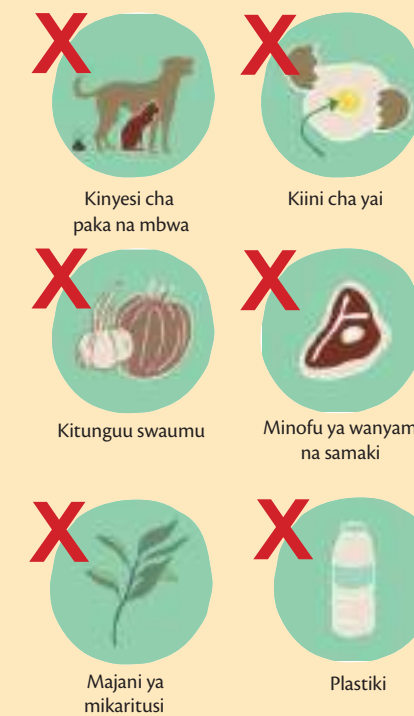 X X
Kinyesi cha
paka na mbwa
Kiini cha yai
X X
Kitunguu swaumu
Minofu ya wanyam
na samaki
X X
Majani ya
mikaritusi
Plastiki